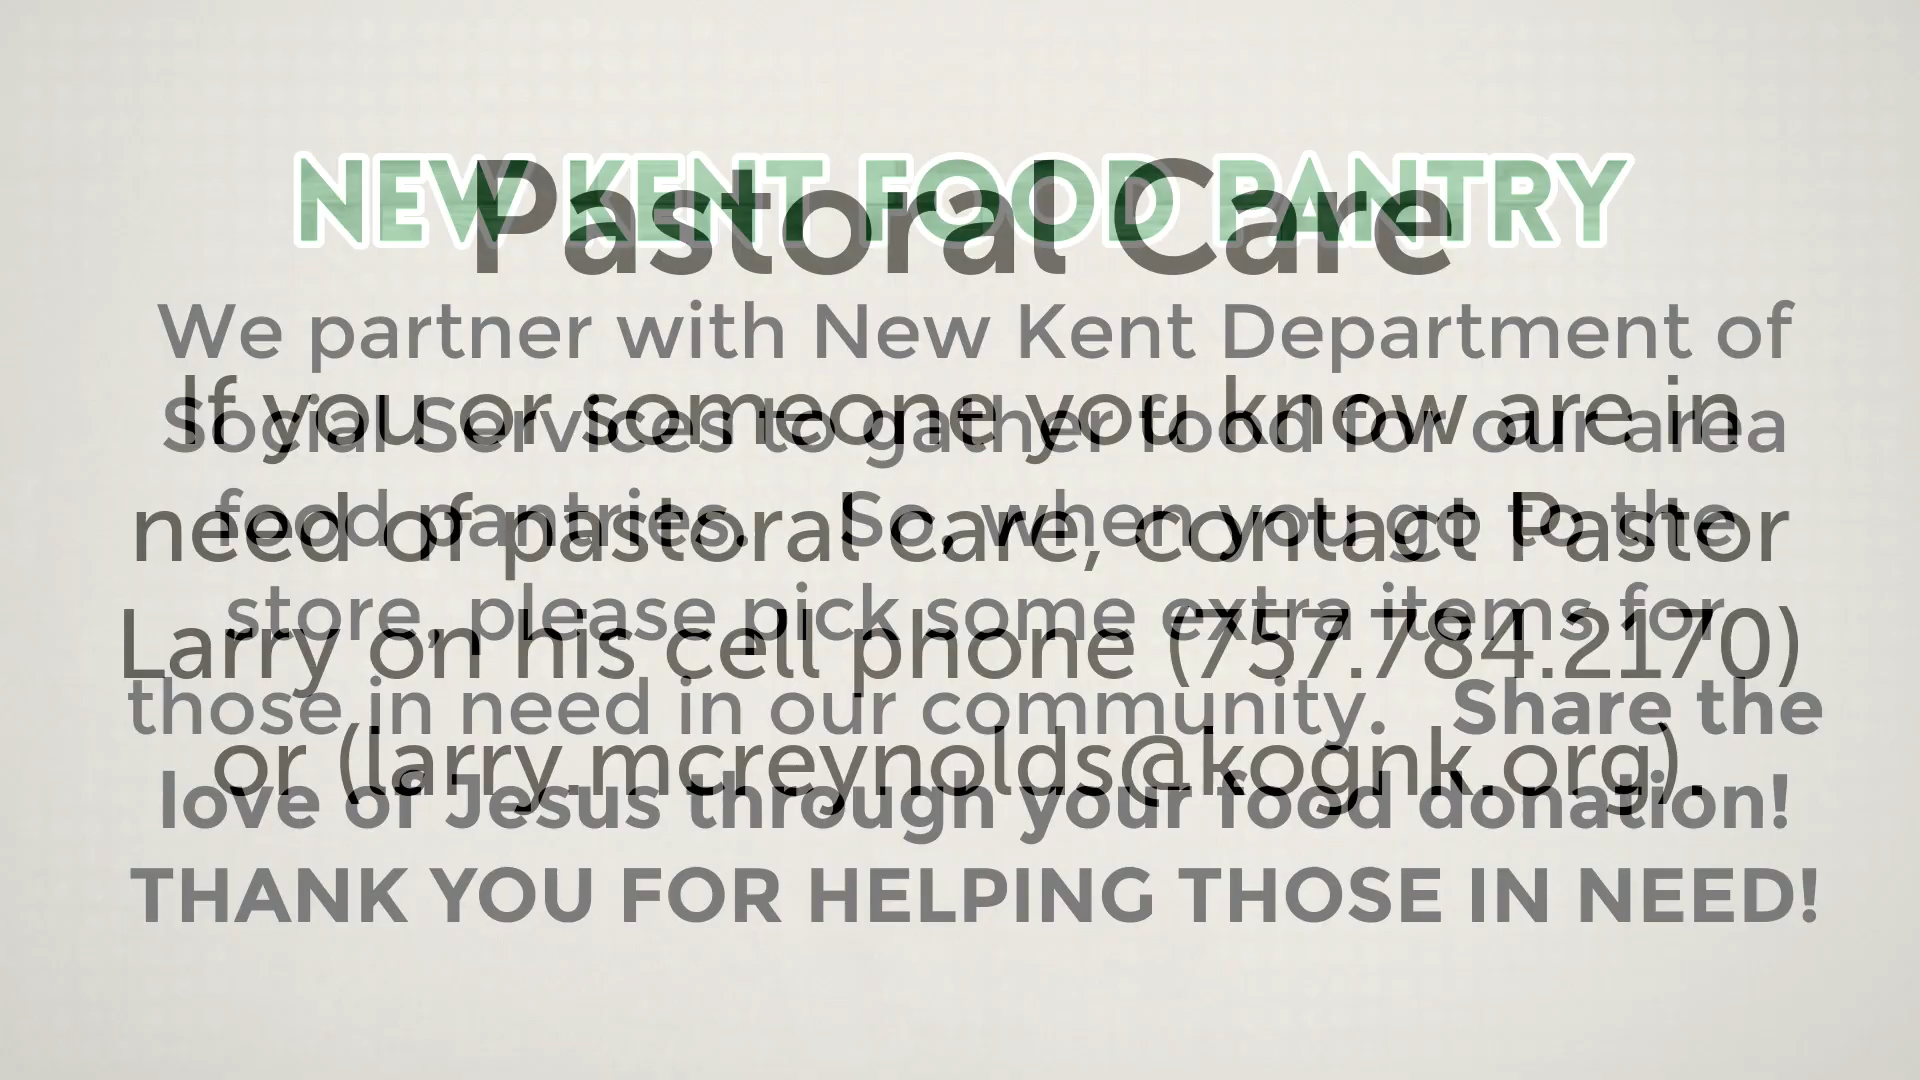 NEW KENT FOOD PANTRY
We partner with New Kent Department of
Social Services to gather food for our area
food pantries. So, when you go to the
store, please pick some extra items for
those in need in our community. Share the
love of Jesus through your food donation!
THANK YOU FOR HELPING THOSE IN NEED!
Pastoral Care
If you or someone you know are in
need of pastoral care, contact Pastor
Larry on his cell phone (757.784.2170)
or (larry.mcreynolds@kognk.org).